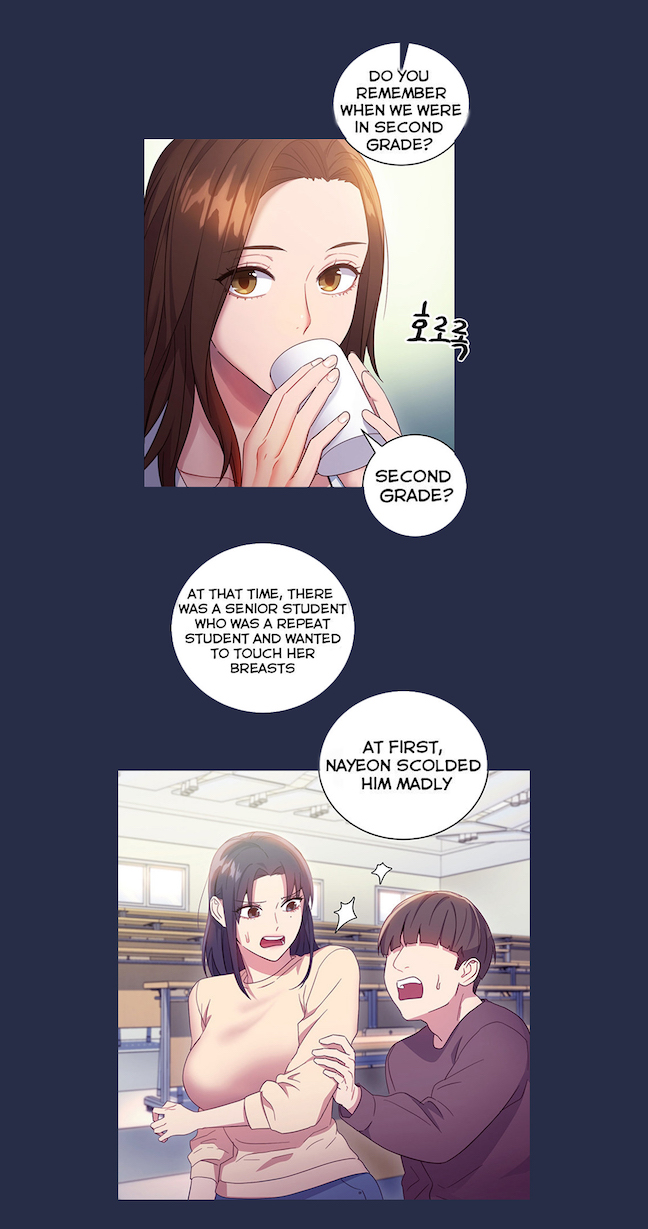 DO YOU
REMEMBER
WHEN WE WERE
IN SECOND
GRADE?
호로록
SECOND
GRADE?
AT THAT TIME, THERE
WAS A SENIOR STUDENT
WHO WAS A REPEAT
STUDENT AND WANTED
TO TOUCH HER
BREASTS
AT FIRST,
NAYEON SCOLDED
HIM MADLY